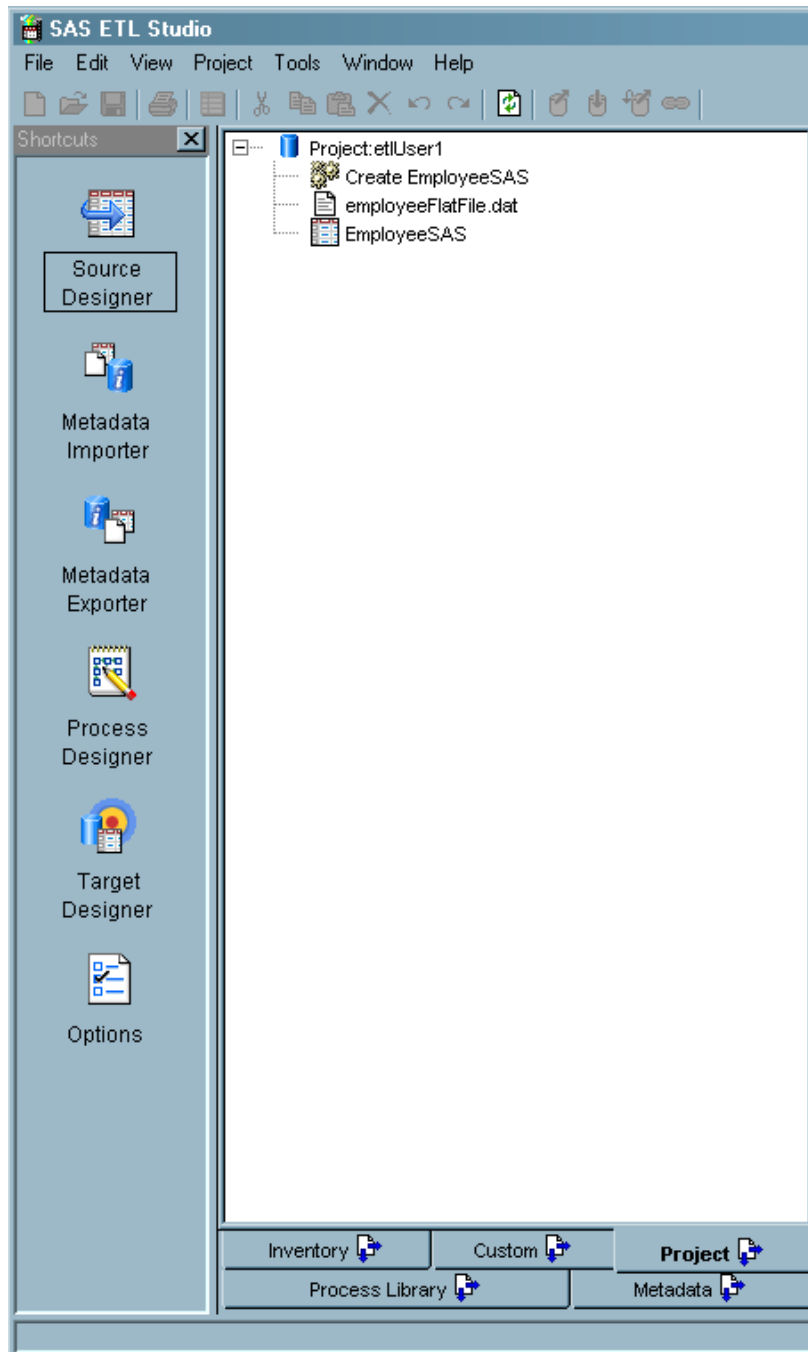 SAS ETL Studio
File Edit View Project Tools Window Help
Shortcuts
Source
Designer
Metadata
Importer
Metadata
Exporter
Process
Designer
Target
Designer
Options
Project:etlUser1
Create EmployeeSAS
employeeFlatFile.dat
EmployeeSAS
Inventory Custom Project
Process Library Metadata